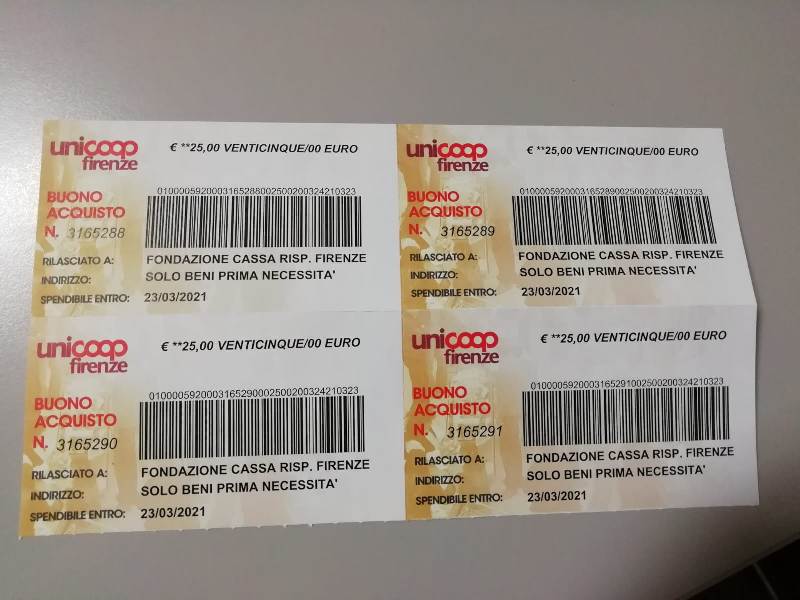 unicoop
firenze
€ **25,00 VENTICINQUE/00 EURO
BUONO
ACQUISTO
N. 3165288
010000592000316528800250020032421032​3
RILASCIATO A: FONDAZIONE CASSA RISP. FIRENZE
INDIRIZZO: SOLO BENI PRIMA NECESSITA'
SPENDIBILE ENTRO: 23/03/2021
unicoop
firenze
€ **25,00 VENTICINQUE/00 EURO
BUONO
ACQUISTO
N. 3165289
0100005920003165289002500200324210323
RILASCIATO A: FONDAZIONE CASSA RISP. FIRENZE
INDIRIZZO: SOLO BENI PRIMA NECESSITA'
SPENDIBILE ENTRO: 23/03/2021
unicoop
firenze
€ **25,00 VENTICINQUE/00 EURO
BUONO
ACQUISTO
N. 3165290
0100005920003165290002500200324210323
RILASCIATO A: FONDAZIONE CASSA RISP. FIRENZE
INDIRIZZO: SOLO BENI PRIMA NECESSITA'
SPENDIBILE ENTRO: 23/03/2021
unicoop
firenze
€ **25,00 VENTICINQUE/00 EURO
BUONO
ACQUISTO
N. 3165291
0100005920003165291002500200324210323
RILASCIATO A: FONDAZIONE CASSA RISP. FIRENZE
INDIRIZZO: SOLO BENI PRIMA NECESSITA'
SPENDIBILE ENTRO: 23/03/2021